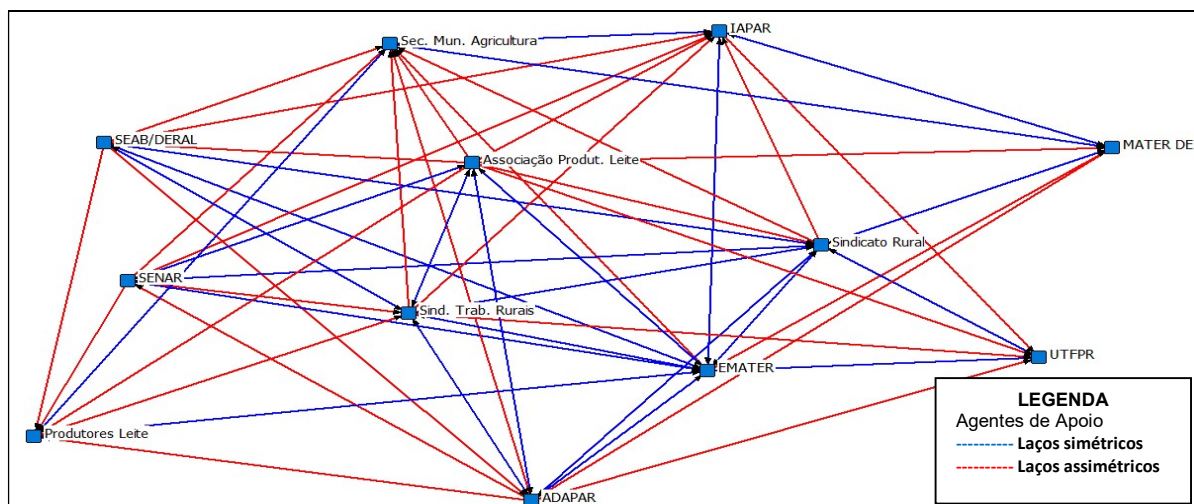 IAPAR
Sec. Mun. Agricultura
SEAB/DERAL
MATER DE
Associação Produt. Leite
Sindicato Rural
SENAR
Sind. Trab. Rurais
UTFPR
EMATER
Produtores Leite
ADAPAR
LEGENDA
Agentes de Apoio
Laços simétricos
Laços assimétricos